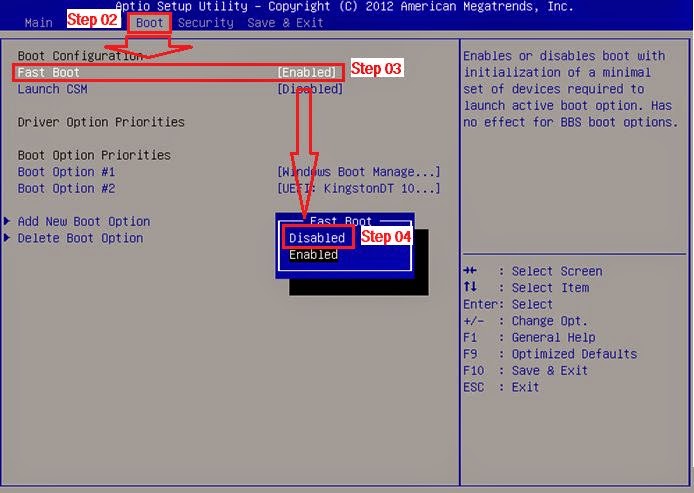 Aptio Setup Utility – Copyright (C) 2012 American Megatrends, Inc.
Main Step 02 Boot Security Save & Exit
Boot Configuration
Fast Boot [Enabled] Step 03
Launch CSM [Disabled]
Driver Option Priorities
Boot Option Priorities
Boot Option #1 [Windows Boot Manage...]
Boot Option #2 [UEFI: KingstonDT 10...]
Add New Boot Option
Delete Boot Option
Fast Boot
Disabled Step 04
Enabled
Enables or disables boot with
initialization of a minimal
set of devices required to
launch active boot option. Has
no effect for BBS boot options.
→← : Select Screen
↑↓ : Select Item
Enter: Select
+/- : Change Opt.
F1 : General Help
F9 : Optimized Defaults
F10 : Save & Exit
ESC : Exit